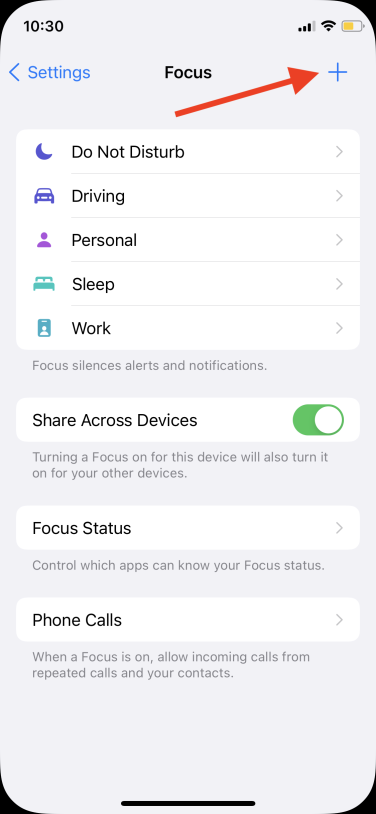 10:30
Settings
Focus
Do Not Disturb
Driving
Personal
Sleep
Work
Focus silences alerts and notifications.
Share Across Devices
Turning a Focus on for this device will also turn it
on for your other devices.
Focus Status
Control which apps can know your Focus status.
Phone Calls
When a Focus is on, allow incoming calls from
repeated calls and your contacts.